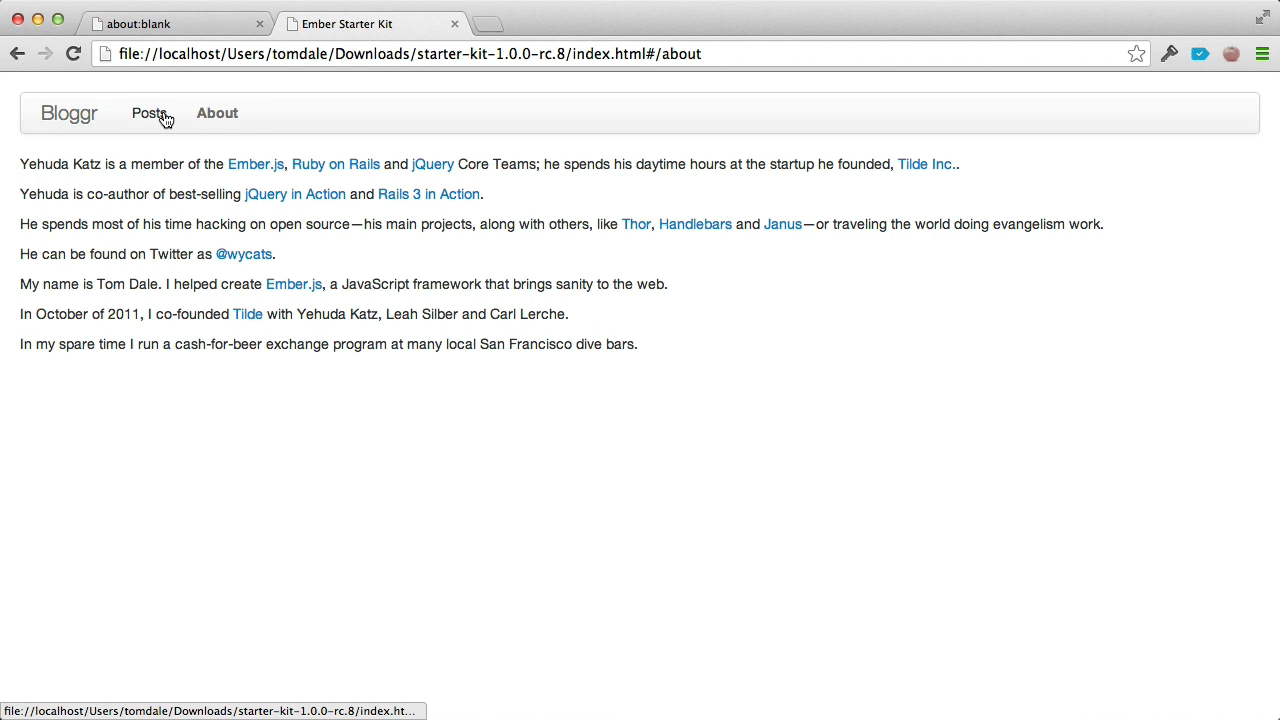 about:blank
Ember Starter Kit
file://localhost/Users/tomdale/Downloads/starter-kit-1.0.0-rc.8/index.html#/about
Bloggr Posts About
Yehuda Katz is a member of the Ember.js, Ruby on Rails and jQuery Core Teams; he spends his daytime hours at the startup he founded, Tilde Inc..
Yehuda is co-author of best-selling jQuery in Action and Rails 3 in Action.
He spends most of his time hacking on open source—his main projects, along with others, like Thor, Handlebars and Janus—or traveling the world doing evangelism work.
He can be found on Twitter as @wycats.
My name is Tom Dale. I helped create Ember.js, a JavaScript framework that brings sanity to the web.
In October of 2011, I co-founded Tilde with Yehuda Katz, Leah Silber and Carl Lerche.
In my spare time I run a cash-for-beer exchange program at many local San Francisco dive bars.
file://localhost/Users/tomdale/Downloads/starter-kit-1.0.0-rc.8/index.ht...